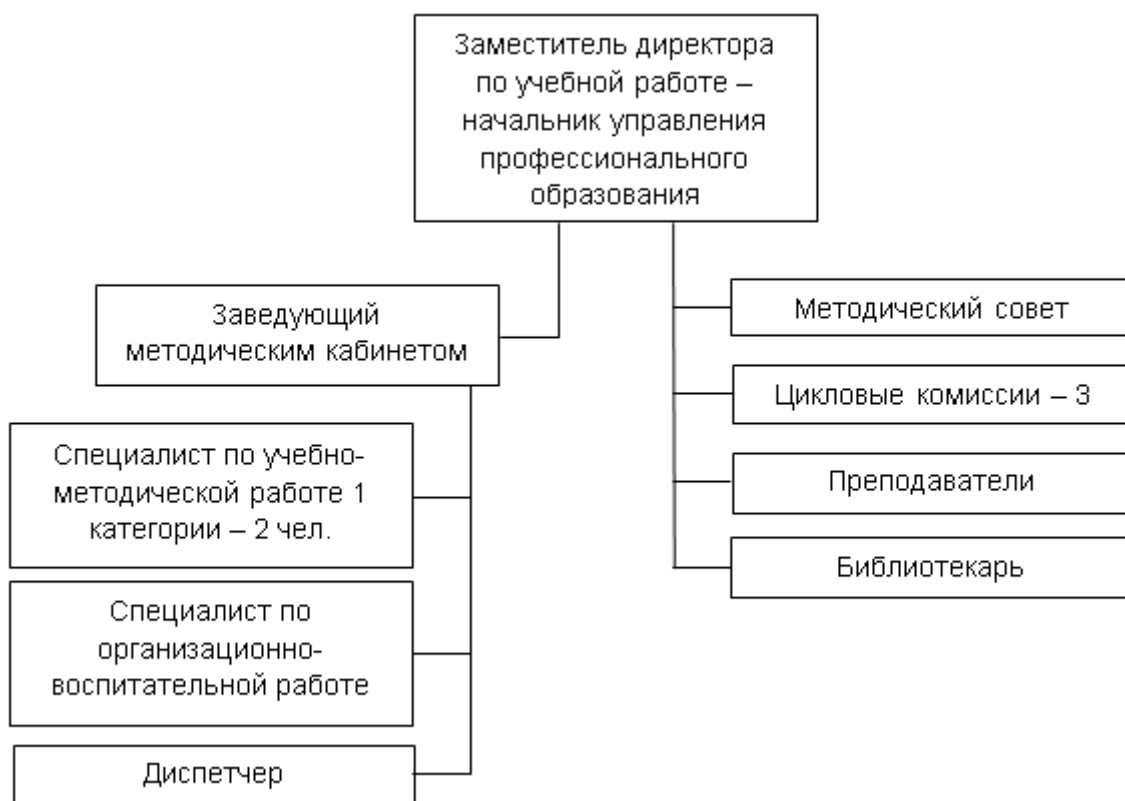 Заместитель директора
по учебной работе –
начальник управления
профессионального
образования
Заведующий
методическим кабинетом
Специалист по учебно-
методической работе 1
категории – 2 чел.
Специалист по
организационно-
воспитательной работе
Диспетчер
Методический совет
Цикловые комиссии – 3
Преподаватели
Библиотекарь